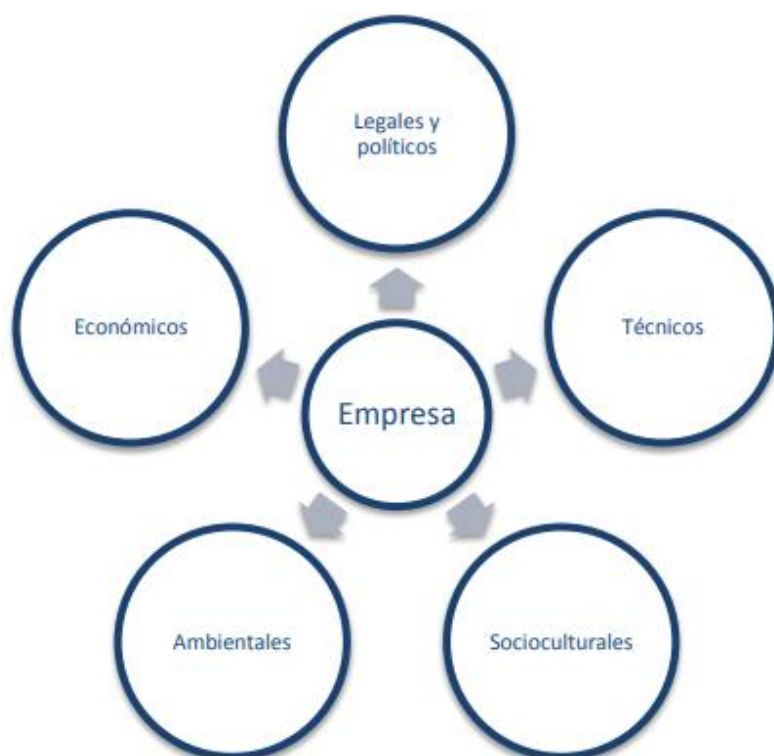 Legales y
políticos
Económicos
Técnicos
Empresa
Ambientales
Socioculturales